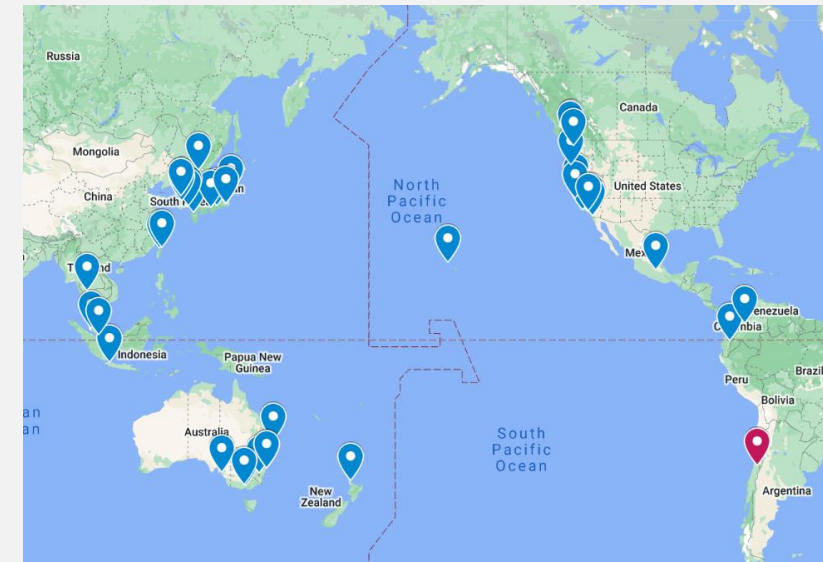 Russia
Canada
Mongolia
North
Pacific
Ocean
United States
China
South
Mex
Venezuela
Indonesia
Papua New
Guinea
Peru
Brazil
Bolivia
Australia
South
Pacific
Ocean
New
Zealand
Argentina